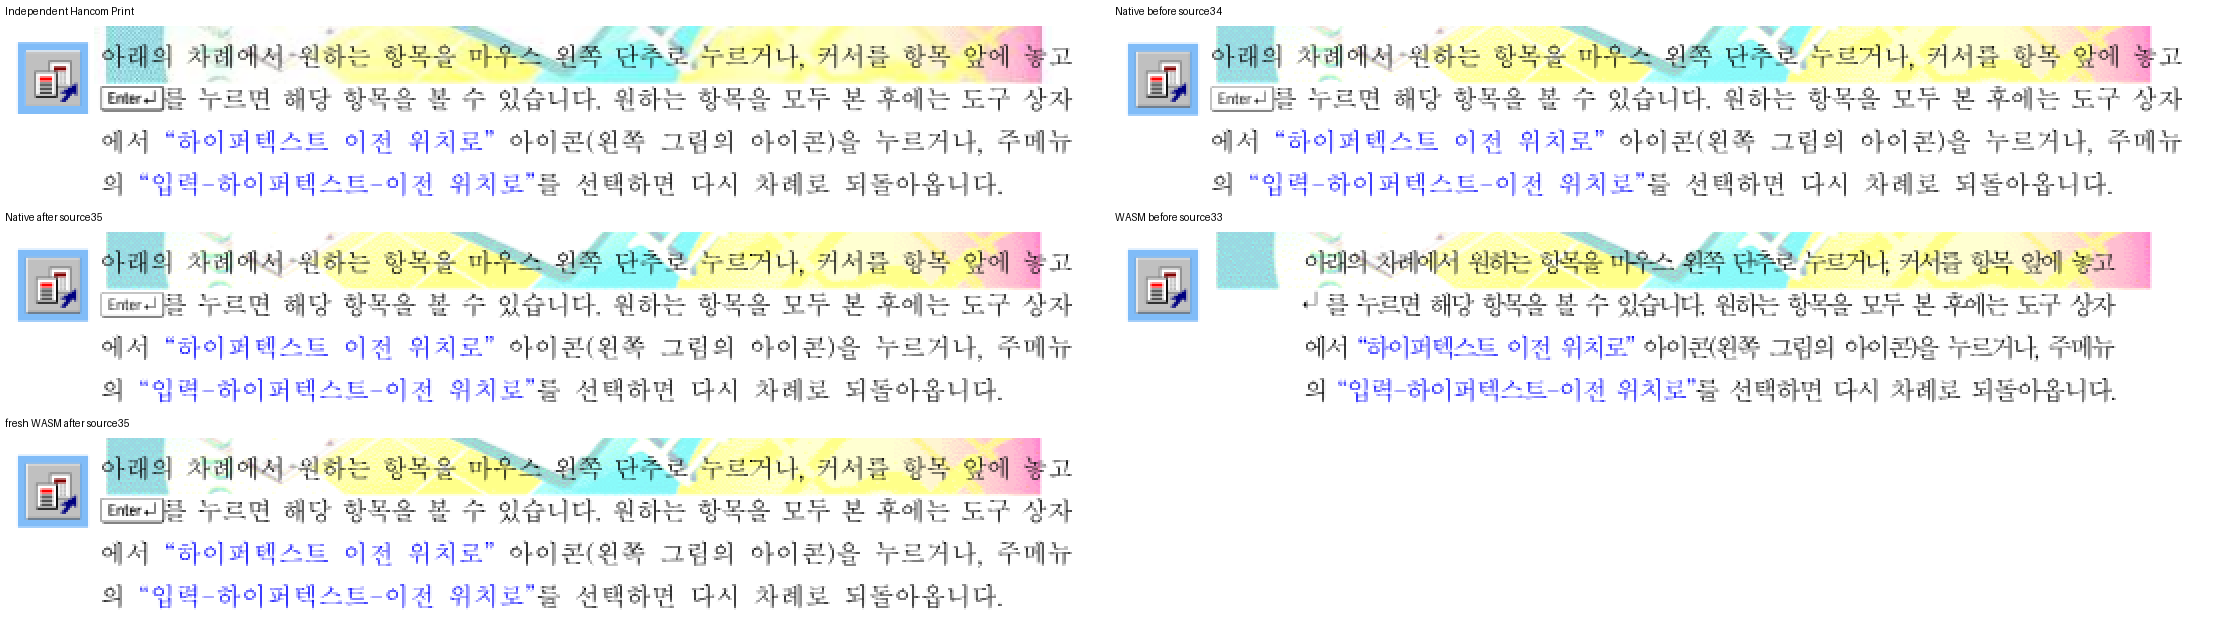 Independent Hancom Print
아래의 차례에서 원하는 항목을 마우스 왼쪽 단추로 누르거나, 커서를 항목 앞에 놓고
Enter↵를 누르면 해당 항목을 볼 수 있습니다. 원하는 항목을 모두 본 후에는 도구 상자
에서 “하이퍼텍스트 이전 위치로” 아이콘(왼쪽 그림의 아이콘)을 누르거나, 주메뉴
의 “입력-하이퍼텍스트-이전 위치로”를 선택하면 다시 차례로 되돌아옵니다.
Native before source34
아래의 차례에서 원하는 항목을 마우스 왼쪽 단추로 누르거나, 커서를 항목 앞에 놓고
Enter↵를 누르면 해당 항목을 볼 수 있습니다. 원하는 항목을 모두 본 후에는 도구 상자
에서 “하이퍼텍스트 이전 위치로” 아이콘(왼쪽 그림의 아이콘)을 누르거나, 주메뉴
의 “입력-하이퍼텍스트-이전 위치로”를 선택하면 다시 차례로 되돌아옵니다.
Native after source35
아래의 차례에서 원하는 항목을 마우스 왼쪽 단추로 누르거나, 커서를 항목 앞에 놓고
Enter↵를 누르면 해당 항목을 볼 수 있습니다. 원하는 항목을 모두 본 후에는 도구 상자
에서 “하이퍼텍스트 이전 위치로” 아이콘(왼쪽 그림의 아이콘)을 누르거나, 주메뉴
의 “입력-하이퍼텍스트-이전 위치로”를 선택하면 다시 차례로 되돌아옵니다.
WASM before source33
아래의 차례에서 원하는 항목을 마우스 왼쪽 단추로 누르거나, 커서를 항목 앞에 놓고
↵ 를 누르면 해당 항목을 볼 수 있습니다. 원하는 항목을 모두 본 후에는 도구 상자
에서 “하이퍼텍스트 이전 위치로” 아이콘(왼쪽 그림의 아이콘)을 누르거나, 주메뉴
의 “입력-하이퍼텍스트-이전 위치로”를 선택하면 다시 차례로 되돌아옵니다.
fresh WASM after source35
아래의 차례에서 원하는 항목을 마우스 왼쪽 단추로 누르거나, 커서를 항목 앞에 놓고
Enter↵를 누르면 해당 항목을 볼 수 있습니다. 원하는 항목을 모두 본 후에는 도구 상자
에서 “하이퍼텍스트 이전 위치로” 아이콘(왼쪽 그림의 아이콘)을 누르거나, 주메뉴
의 “입력-하이퍼텍스트-이전 위치로”를 선택하면 다시 차례로 되돌아옵니다.